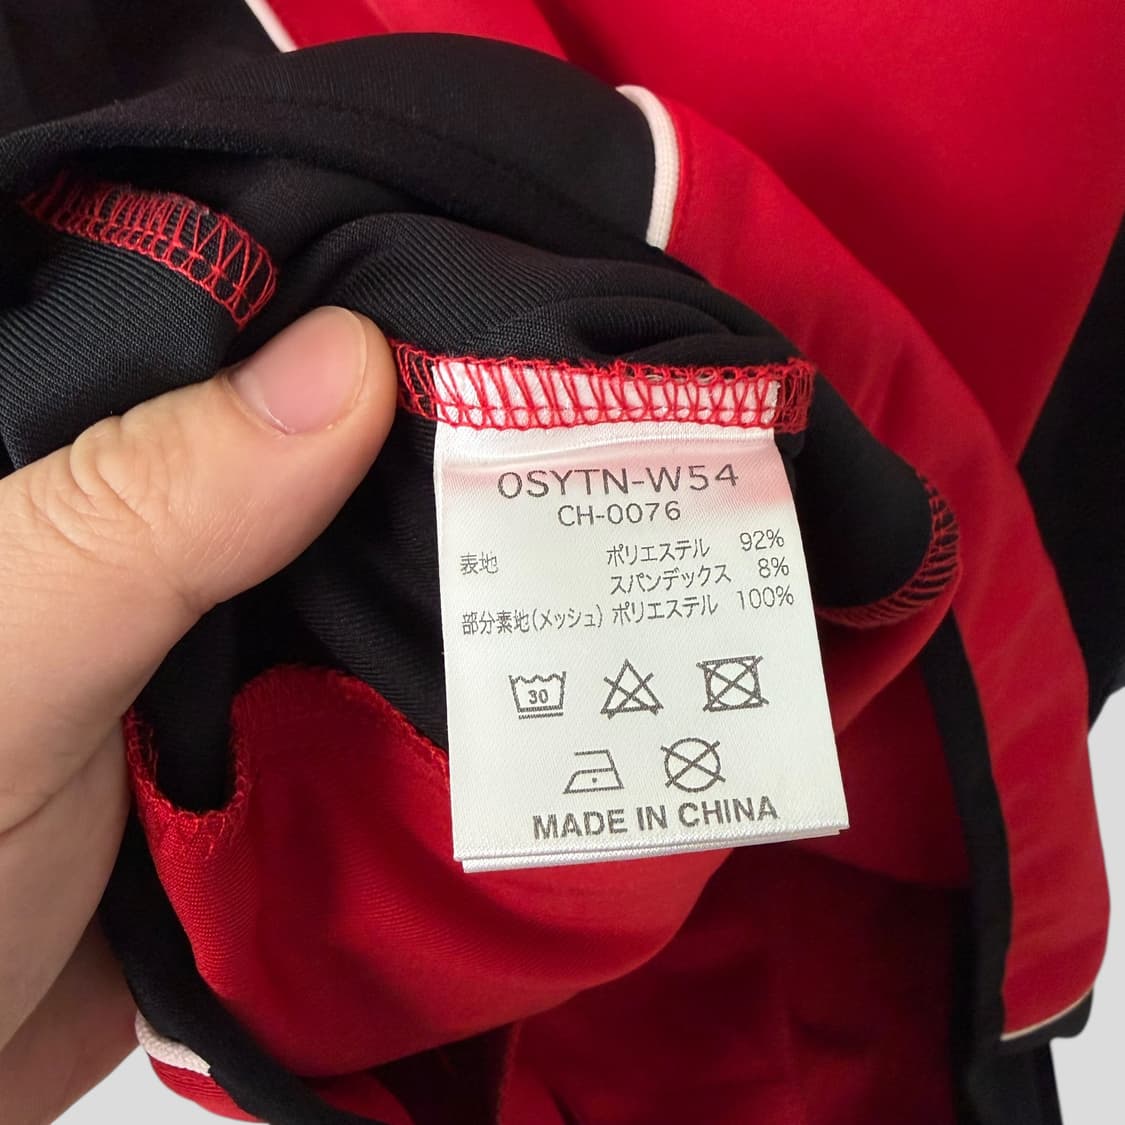 OSYTN-W54
CH-0076
表地 ポリエステル 92%
スパンデックス 8%
部分素地(メッシュ) ポリエステル 100%
30
MADE IN CHINA